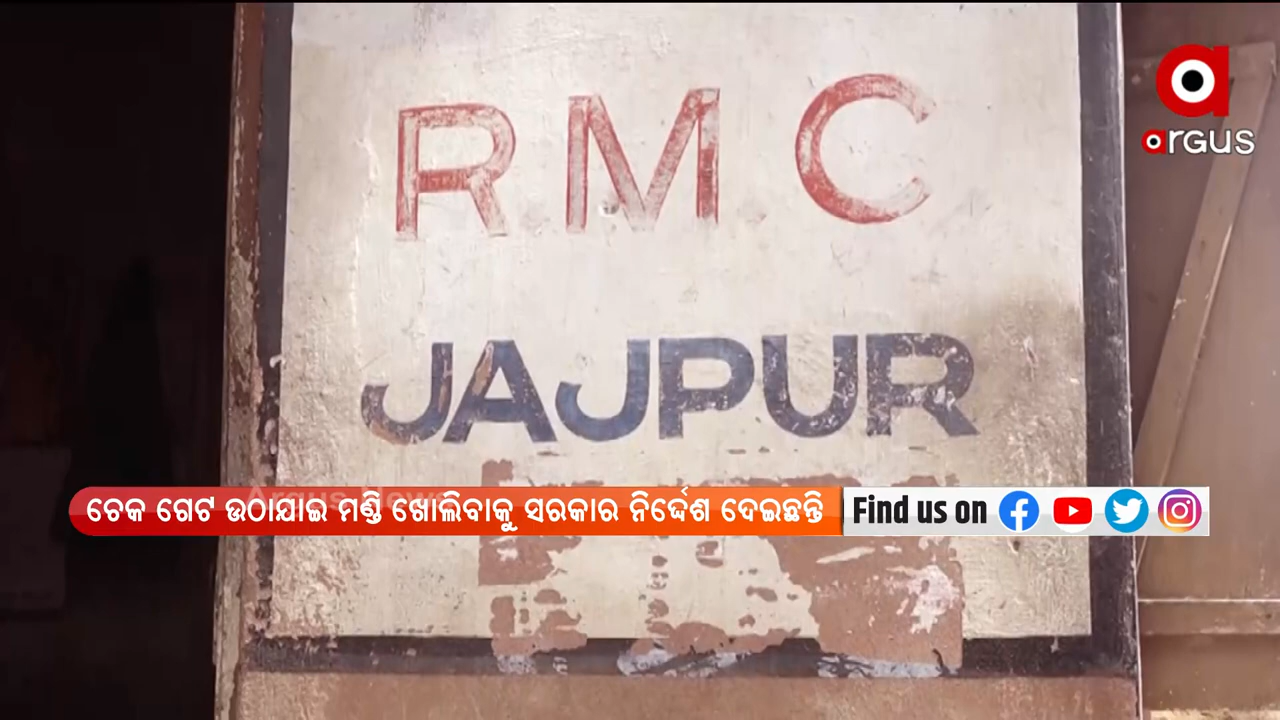 RMC
JAJPUR
argus
ଚେକ ଗେଟ ଉଠାଯାଇ ମଣ୍ଡି ଖୋଲିବାକୁ ସରକାର ନିର୍ଦ୍ଦେଶ ଦେଇଛନ୍ତି
Find us on